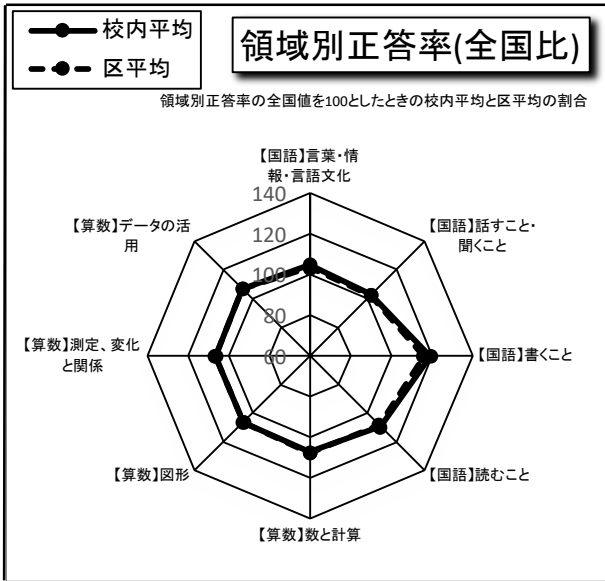 校内平均
区平均
領域別正答率(全国比)
領域別正答率の全国値を100としたときの校内平均と区平均の割合
【国語】言葉・情
報・言語文化
【国語】話すこと・
聞くこと
【国語】書くこと
【国語】読むこと
【算数】数と計算
【算数】図形
【算数】測定、変化
と関係
【算数】データの活
用
140
120
100
80
60